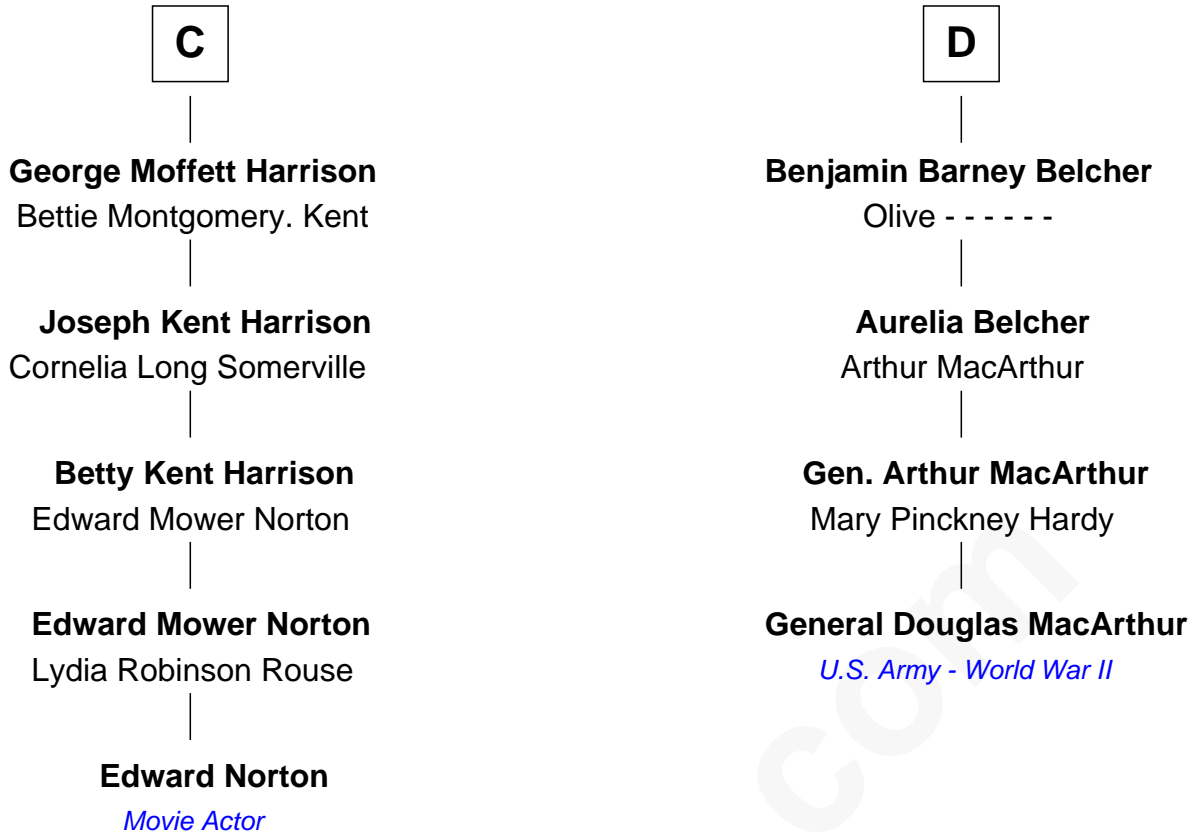 C
George Moffett Harrison
Bettie Montgomery. Kent
Joseph Kent Harrison
Cornelia Long Somerville
Betty Kent Harrison
Edward Mower Norton
Edward Mower Norton
Lydia Robinson Rouse
Edward Norton
Movie Actor
D
Benjamin Barney Belcher
Olive - - - - - -
Aurelia Belcher
Arthur MacArthur
Gen. Arthur MacArthur
Mary Pinckney Hardy
General Douglas MacArthur
U.S. Army - World War II
com